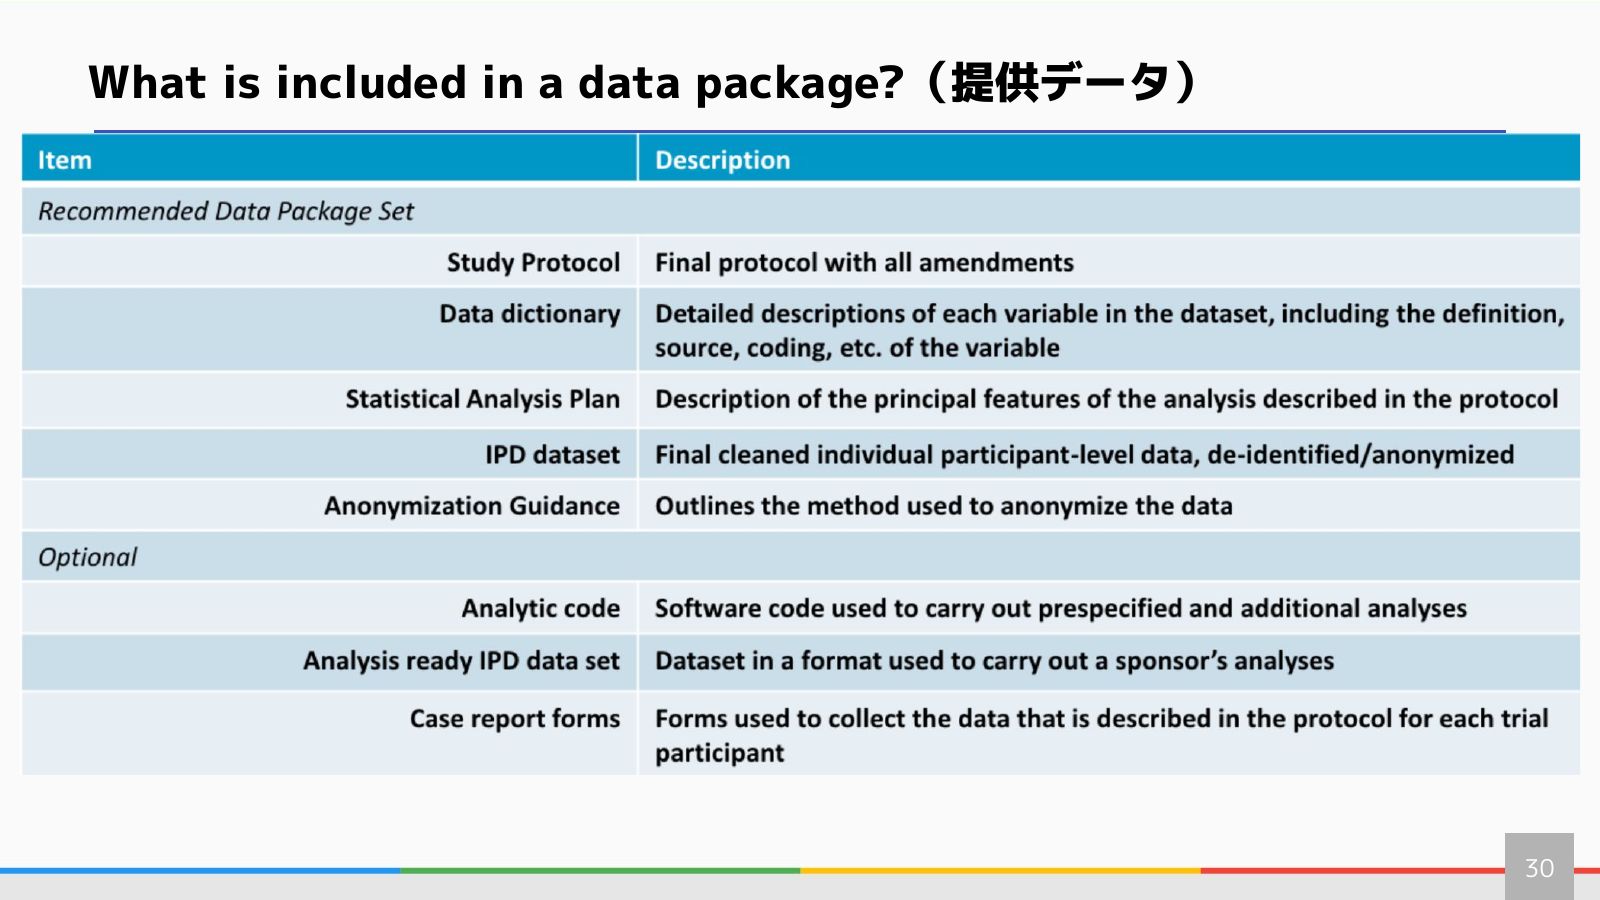 What is included in a data package?（提供データ）
Item
Description
Recommended Data Package Set
Study Protocol
Final protocol with all amendments
Data dictionary
Detailed descriptions of each variable in the dataset, including the definition,
source, coding, etc. of the variable
Statistical Analysis Plan
Description of the principal features of the analysis described in the protocol
IPD dataset
Final cleaned individual participant-level data, de-identified/anonymized
Anonymization Guidance
Outlines the method used to anonymize the data
Optional
Analytic code
Software code used to carry out prespecified and additional analyses
Analysis ready IPD data set
Dataset in a format used to carry out a sponsor’s analyses
Case report forms
Forms used to collect the data that is described in the protocol for each trial
participant
30